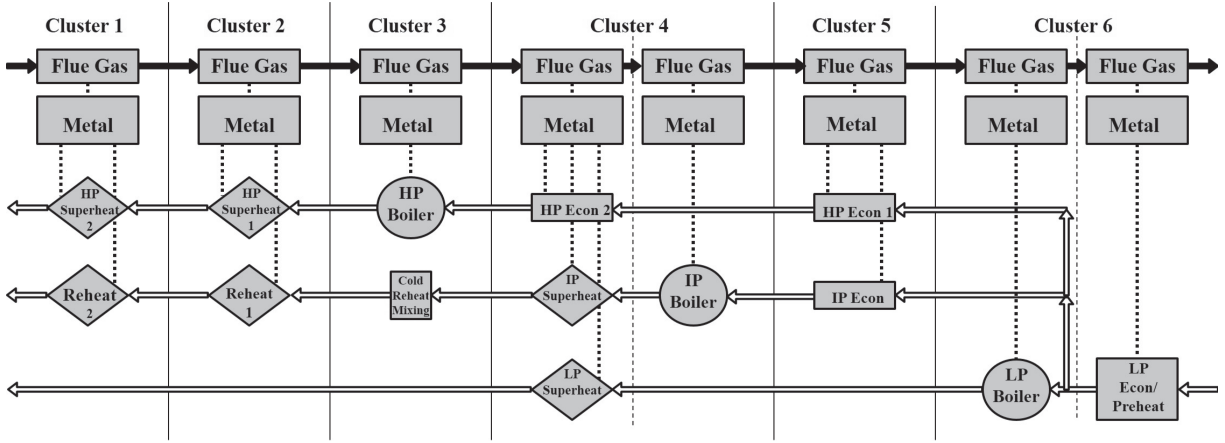 Cluster 1
Cluster 2
Cluster 3
Cluster 4
Cluster 5
Cluster 6
Flue Gas
Flue Gas
Flue Gas
Flue Gas
Flue Gas
Flue Gas
Flue Gas
Flue Gas
Metal
Metal
Metal
Metal
Metal
Metal
Metal
Metal
HP
Superheat
2
HP
Superheat
1
HP
Boiler
HP Econ 2
HP Econ 1
Reheat
2
Reheat
1
Cold
Reheat
Mixing
IP
Superheat
IP
Boiler
IP Econ
LP
Superheat
LP
Boiler
LP
Econ/
Preheat